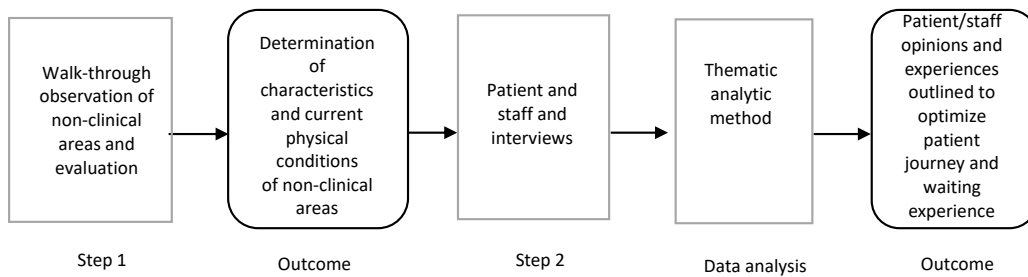 Walk-through
observation of
non-clinical
areas and
evaluation
Determination
of
characteristics
and current
physical
conditions
of non-clinical
areas
Patient and
staff and
interviews
Thematic
analytic
method
Patient/staff
opinions and
experiences
outlined to
optimize
patient
journey and
waiting
experience
Step 1
Outcome
Step 2
Data analysis
Outcome